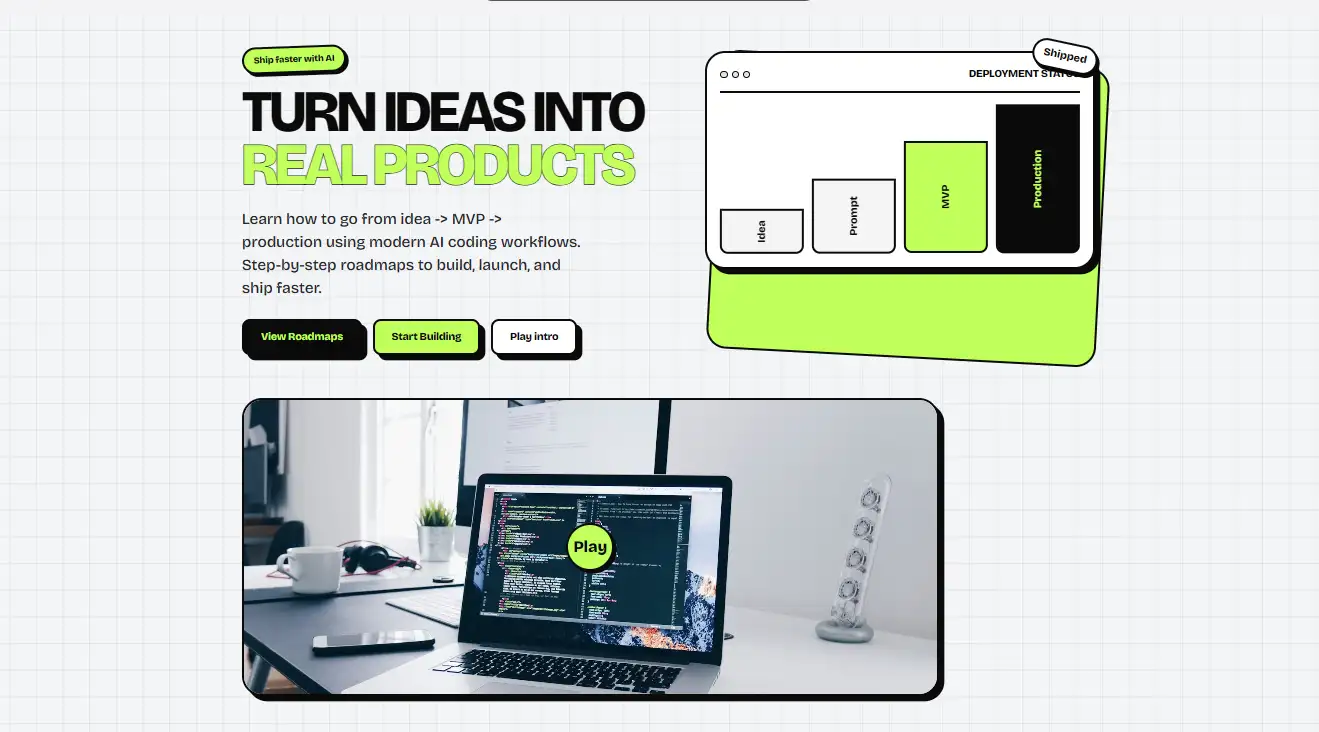 Ship faster with AI
TURN IDEAS INTO
REAL PRODUCTS
Learn how to go from idea -> MVP ->
production using modern AI coding workflows.
Step-by-step roadmaps to build, launch, and
ship faster.
View Roadmaps
Start Building
Play intro
Shipped
DEPLOYMENT
Idea
Prompt
MVP
Production
Play